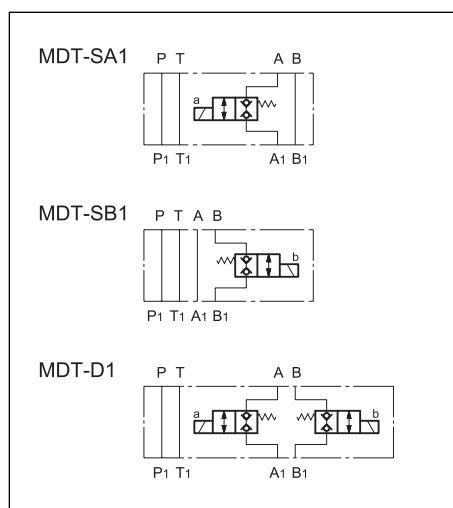 MDT-SA1
P T A B
a
P1 T1 A1 B1
MDT-SB1
P T A B
b
P1 T1 A1 B1
MDT-D1
P T A B
a b
P1 T1 A1 B1